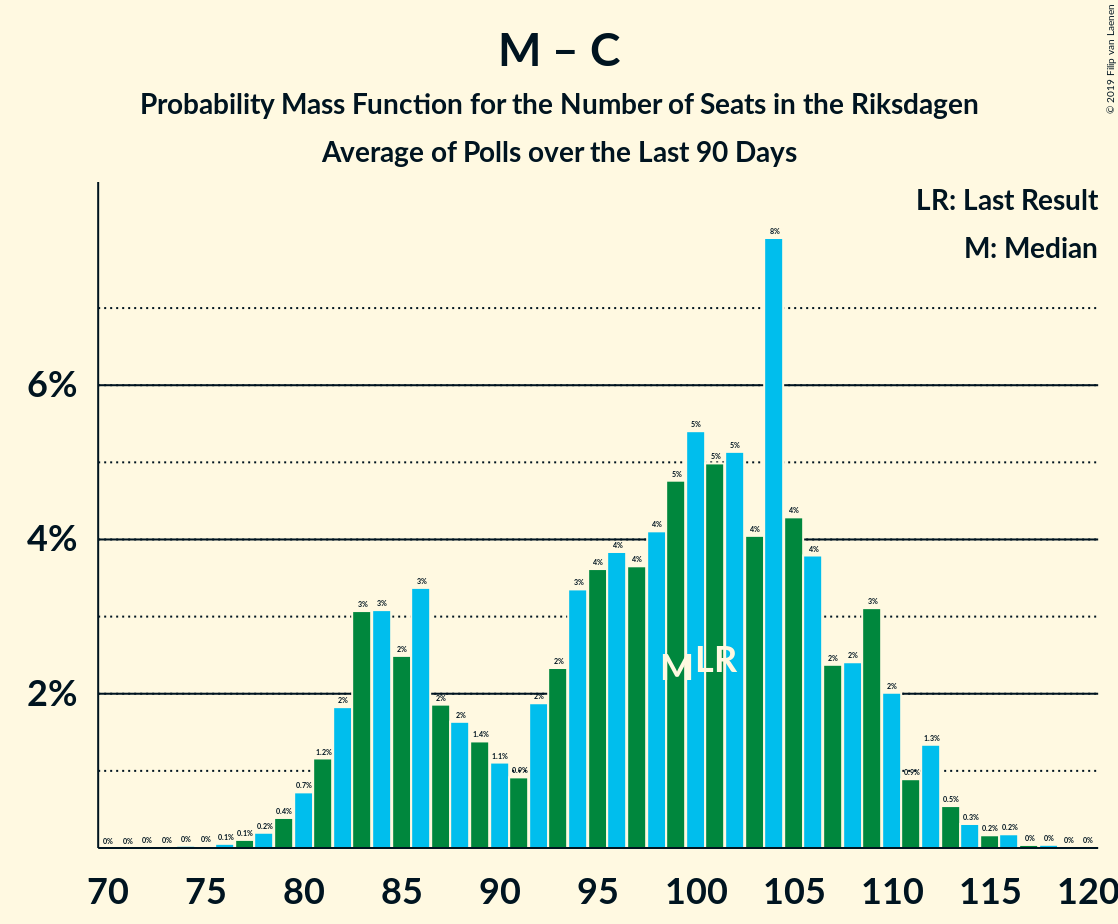 M – C
Probability Mass Function for the Number of Seats in the Riksdagen
Average of Polls over the Last 90 Days
© 2019 Filip van Laenen
LR: Last Result
M: Median
6%
4%
2%
0% 0% 0% 0% 0% 0% 0.1% 0.1% 0.2% 0.4% 0.7% 1.2% 2% 3% 3% 2% 3% 2% 2% 1.4% 1.1% 0.9% 2% 2% 3% 4% 4% 4% 4% 5% 5% 5% 5% 4% 8% 4% 4% 2% 2% 3% 2% 0.9% 1.3% 0.5% 0.3% 0.2% 0.2% 0% 0% 0% 0%
M LR
70 75 80 85 90 95 100 105 110 115 120